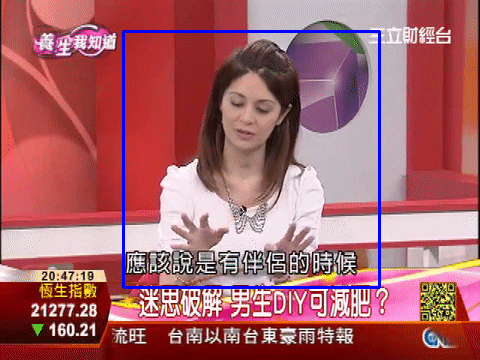 養生我知道
三立財經台
應該說是有伴侶的時候
迷思破解 男生DIY可減肥?
20:47:19
恆生指數
21277.28
▼160.21
流旺 台南以南台東豪雨特報